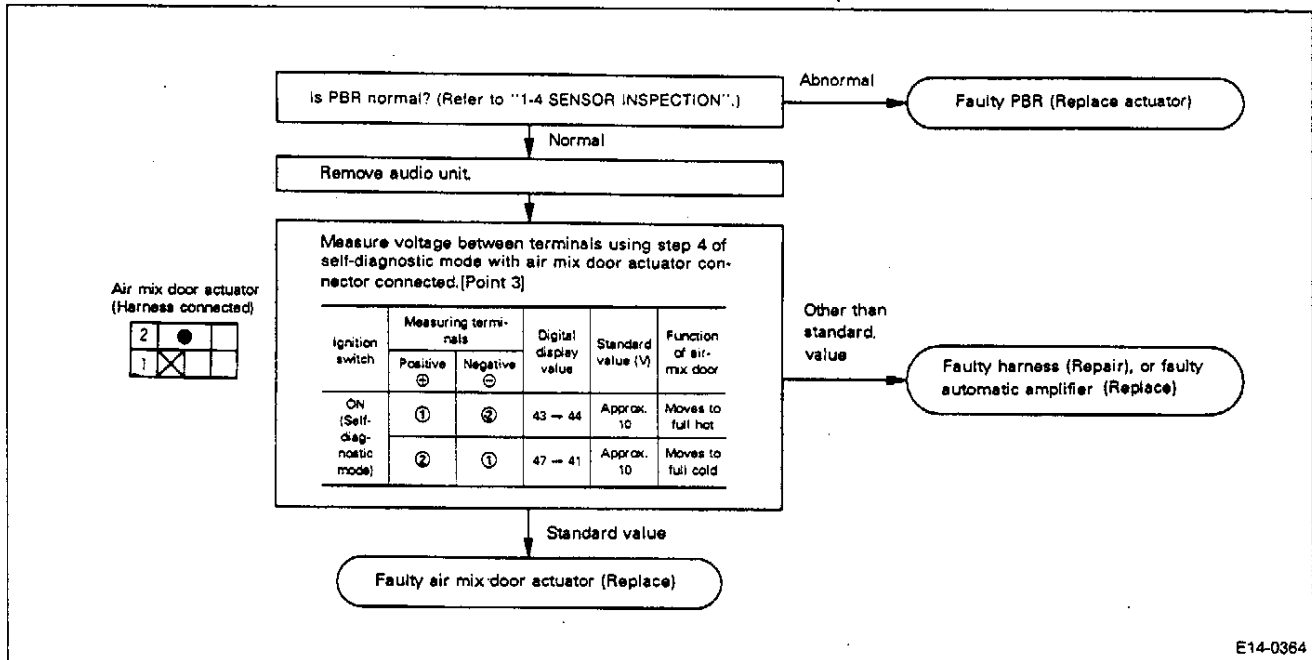 Is PBR normal? (Refer to "1-4 SENSOR INSPECTION".)
Abnormal
Faulty PBR (Replace actuator)
Normal
Remove audio unit.
Measure voltage between terminals using step 4 of
self-diagnostic mode with air mix door actuator con-
nector connected.[Point 3]
Air mix door actuator
(Harness connected)
2
1
Ignition
switch
Measuring termi-
nals
Positive
⊕
Negative
⊖
Digital
display
value
Standard
value (V)
Function
of air-
mix door
ON
(Self-
diag-
nostic
mode)
① ② 43 → 44 Approx.
10
Moves to
full hot
② ① 47 → 41 Approx.
10
Moves to
full cold
Other than
standard.
value
Faulty harness (Repair), or faulty
automatic amplifier (Replace)
Standard value
Faulty air mix door actuator (Replace)
E14-0364